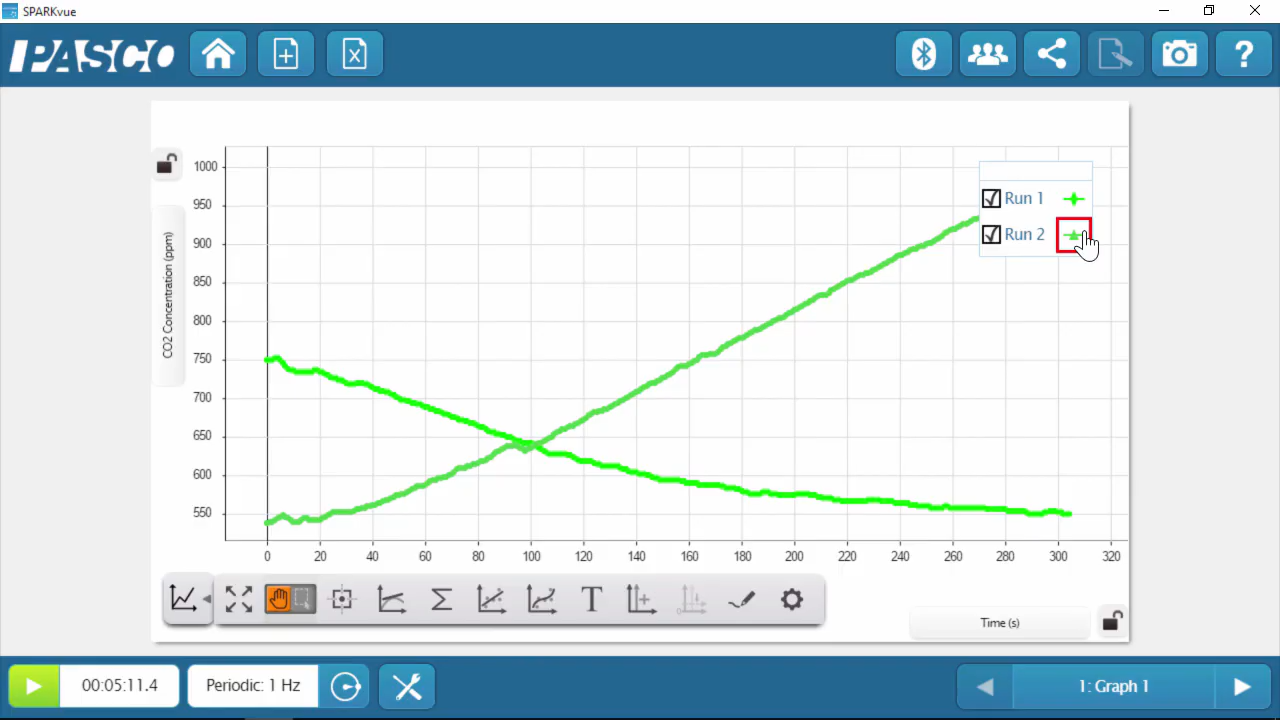 SPARKvue
PASCO
?
1000
950
900
850
800
750
700
650
600
550
CO2 Concentration (ppm)
Run 1
Run 2
0 20 40 60 80 100 120 140 160 180 200 220 240 260 280 300 320
Σ T
Time (s)
00:05:11.4
Periodic: 1 Hz
1: Graph 1